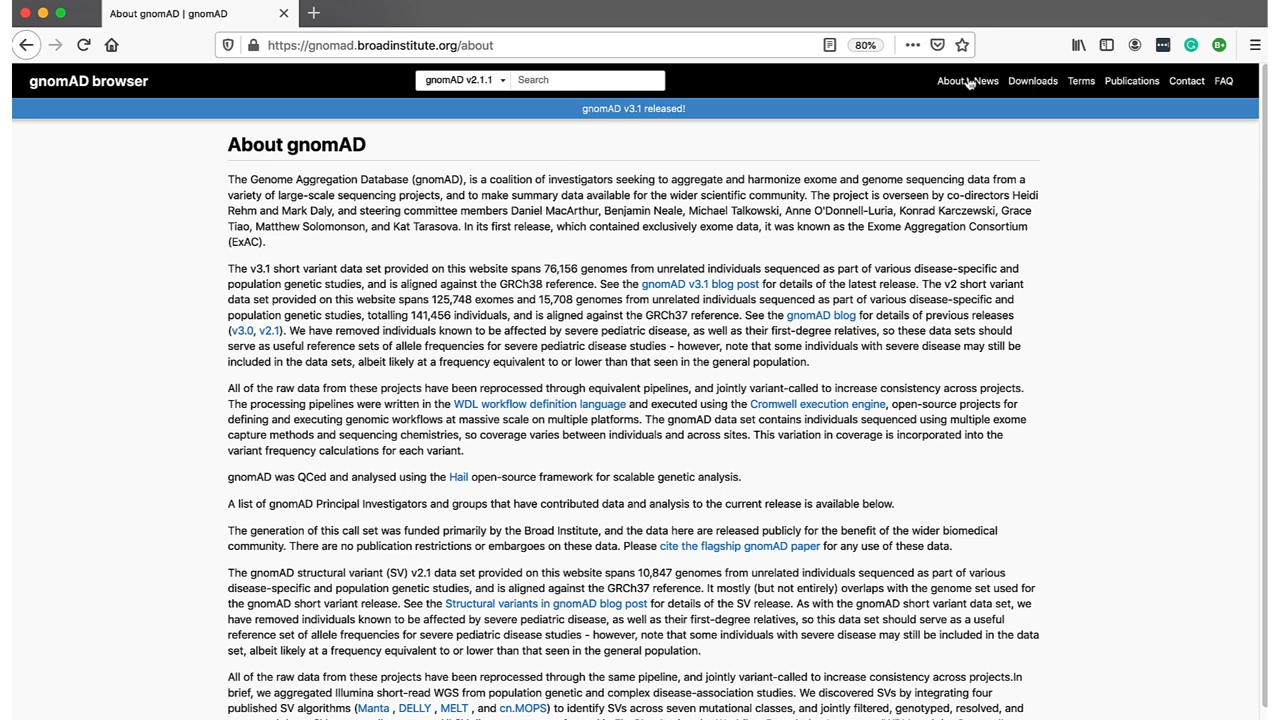 About gnomAD | gnomAD
https://gnomad.broadinstitute.org/about
80%
gnomAD browser
gnomAD v2.1.1
Search
About
News
Downloads
Terms
Publications
Contact
FAQ
gnomAD v3.1 released!
About gnomAD
The Genome Aggregation Database (gnomAD), is a coalition of investigators seeking to aggregate and harmonize exome and genome sequencing data from a
variety of large-scale sequencing projects, and to make summary data available for the wider scientific community. The project is overseen by co-directors Heidi
Rehm and Mark Daly, and steering committee members Daniel MacArthur, Benjamin Neale, Michael Talkowski, Anne O'Donnell-Luria, Konrad Karczewski, Grace
Tiao, Matthew Solomonson, and Kat Tarasova. In its first release, which contained exclusively exome data, it was known as the Exome Aggregation Consortium
(ExAC).
The v3.1 short variant data set provided on this website spans 76,156 genomes from unrelated individuals sequenced as part of various disease-specific and
population genetic studies, and is aligned against the GRCh38 reference. See the gnomAD v3.1 blog post for details of the latest release. The v2 short variant
data set provided on this website spans 125,748 exomes and 15,708 genomes from unrelated individuals sequenced as part of various disease-specific and
population genetic studies, totalling 141,456 individuals, and is aligned against the GRCh37 reference. See the gnomAD blog for details of previous releases
(v3.0, v2.1). We have removed individuals known to be affected by severe pediatric disease, as well as their first-degree relatives, so these data sets should
serve as useful reference sets of allele frequencies for severe pediatric disease studies - however, note that some individuals with severe disease may still be
included in the data sets, albeit likely at a frequency equivalent to or lower than that seen in the general population.
All of the raw data from these projects have been reprocessed through equivalent pipelines, and jointly variant-called to increase consistency across projects.
The processing pipelines were written in the WDL workflow definition language and executed using the Cromwell execution engine, open-source projects for
defining and executing genomic workflows at massive scale on multiple platforms. The gnomAD data set contains individuals sequenced using multiple exome
capture methods and sequencing chemistries, so coverage varies between individuals and across sites. This variation in coverage is incorporated into the
variant frequency calculations for each variant.
gnomAD was QCed and analysed using the Hail open-source framework for scalable genetic analysis.
A list of gnomAD Principal Investigators and groups that have contributed data and analysis to the current release is available below.
The generation of this call set was funded primarily by the Broad Institute, and the data here are released publicly for the benefit of the wider biomedical
community. There are no publication restrictions or embargoes on these data. Please cite the flagship gnomAD paper for any use of these data.
The gnomAD structural variant (SV) v2.1 data set provided on this website spans 10,847 genomes from unrelated individuals sequenced as part of various
disease-specific and population genetic studies, and is aligned against the GRCh37 reference. It mostly (but not entirely) overlaps with the genome set used for
the gnomAD short variant release. See the Structural variants in gnomAD blog post for details of the SV release. As with the gnomAD short variant data set, we
have removed individuals known to be affected by severe pediatric disease, as well as their first-degree relatives, so this data set should serve as a useful
reference set of allele frequencies for severe pediatric disease studies - however, note that some individuals with severe disease may still be included in the data
set, albeit likely at a frequency equivalent to or lower than that seen in the general population.
All of the raw data from these projects have been reprocessed through the same pipeline, and jointly variant-called to increase consistency across projects.In
brief, we aggregated Illumina short-read WGS from population genetic and complex disease-association studies. We discovered SVs by integrating four
published SV algorithms (Manta , DELLY , MELT , and cn.MOPS) to identify SVs across seven mutational classes, and jointly filtered, genotyped, resolved, and